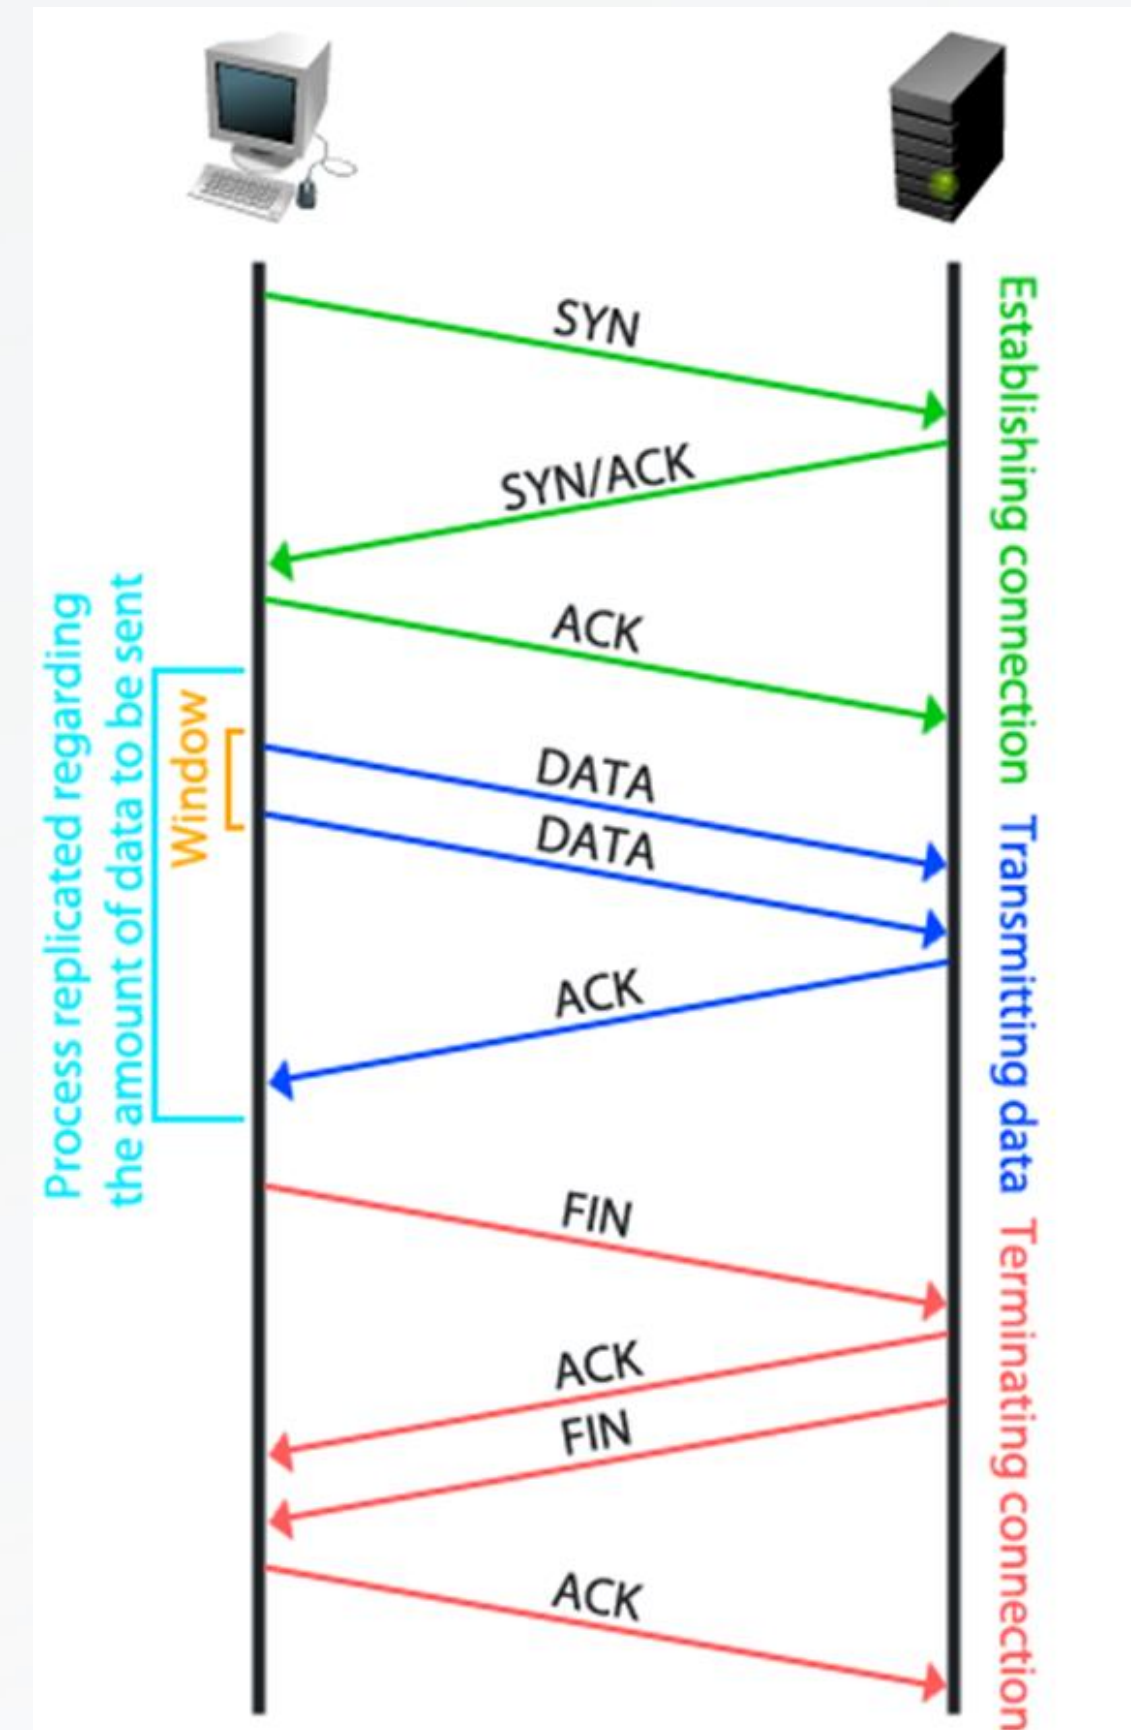 SYN
SYN/ACK
ACK
Establishing connection
Process replicated regarding
the amount of data to be sent
Window
DATA
DATA
ACK
Transmitting data
FIN
ACK
FIN
ACK
Terminating connection